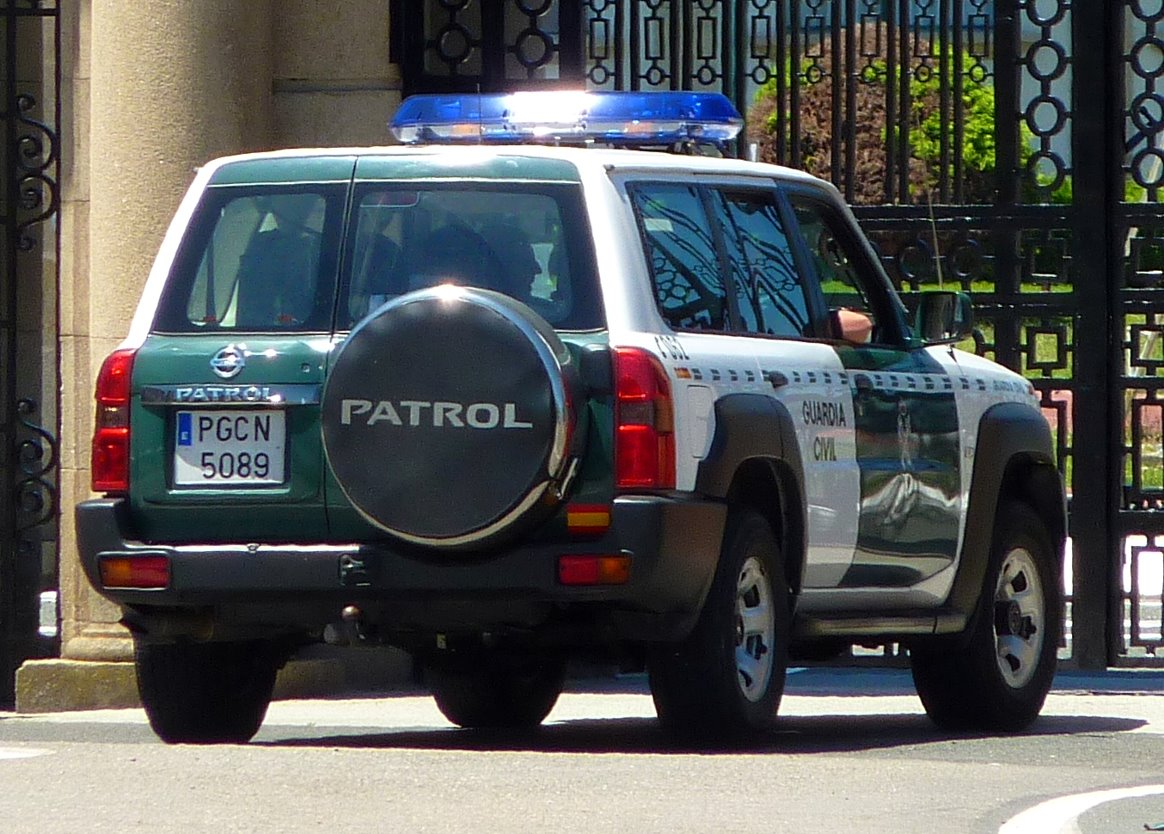 PATROL
PGCN
5089
E
PATROL
GUARDIA
CIVIL